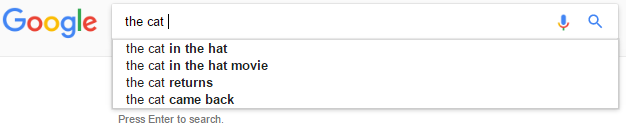 Google
the cat
the cat in the hat
the cat in the hat movie
the cat returns
the cat came back
Press Enter to search.